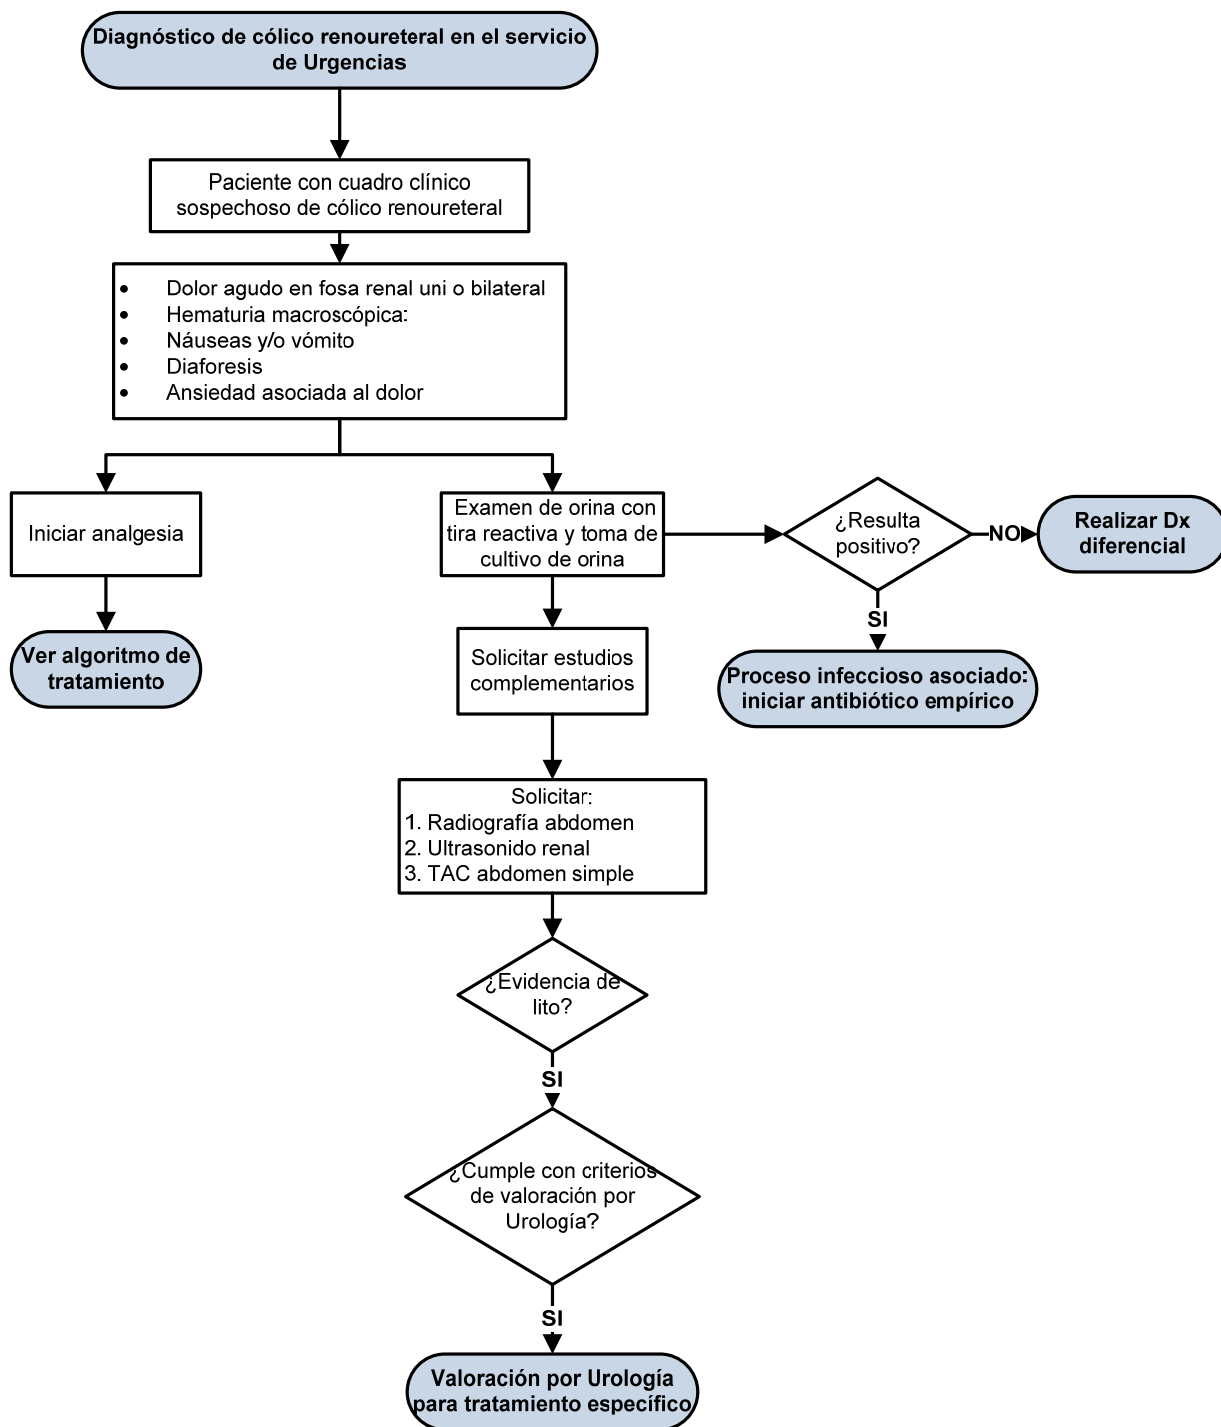 Diagnóstico de cólico renoureteral en el servicio
de Urgencias
Paciente con cuadro clínico
sospechoso de cólico renoureteral
• Dolor agudo en fosa renal uni o bilateral
• Hematuria macroscópica:
• Náuseas y/o vómito
• Diaforesis
• Ansiedad asociada al dolor
Iniciar analgesia
Ver algoritmo de
tratamiento
Examen de orina con
tira reactiva y toma de
cultivo de orina
¿Resulta
positivo?
NO
Realizar Dx
diferencial
SI
Proceso infeccioso asociado:
iniciar antibiótico empírico
Solicitar estudios
complementarios
Solicitar:
1. Radiografía abdomen
2. Ultrasonido renal
3. TAC abdomen simple
¿Evidencia de
lito?
SI
¿Cumple con criterios
de valoración por
Urología?
SI
Valoración por Urología
para tratamiento específico